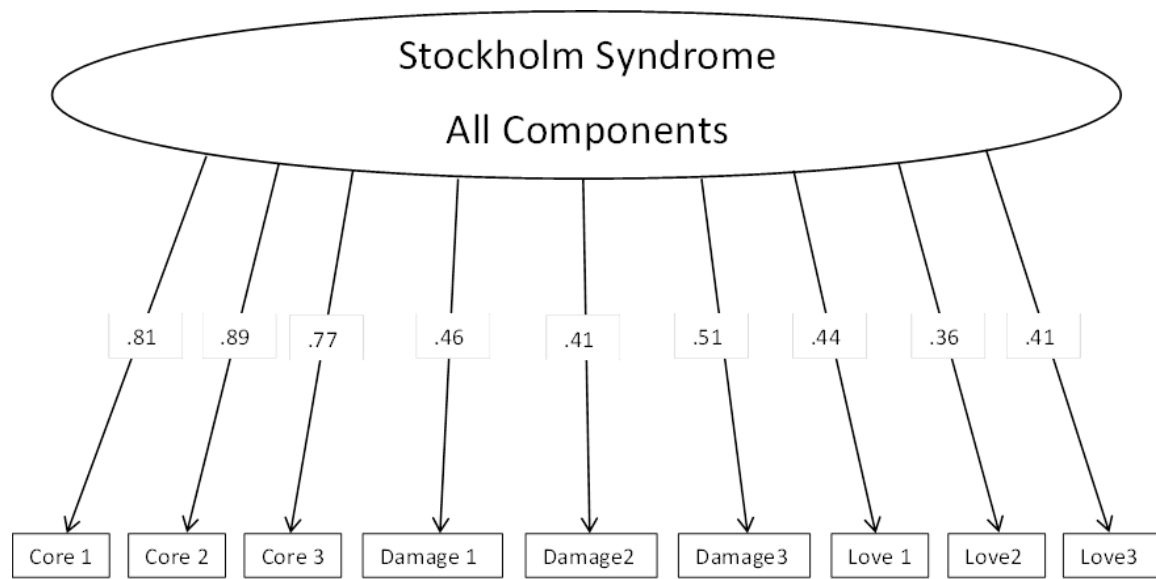 Stockholm Syndrome
All Components
.81 .89 .77 .46 .41 .51 .44 .36 .41
Core 1 Core 2 Core 3 Damage 1 Damage2 Damage3 Love 1 Love2 Love3